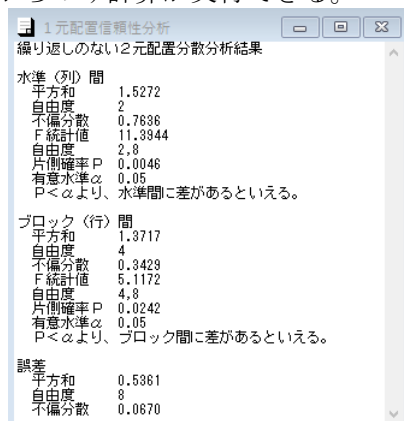 計算が実行できる。
1元配置信頼性分析
繰り返しのない2元配置分散分析結果
水準（列）間
平方和 1.5272
自由度 2
不偏分散 0.7636
F統計値 11.3944
自由度 2,8
片側確率P 0.0046
有意水準α 0.05
P<αより、水準間に差があるといえる。
ブロック（行）間
平方和 1.3717
自由度 4
不偏分散 0.3429
F統計値 5.1172
自由度 4,8
片側確率P 0.0242
有意水準α 0.05
P<αより、ブロック間に差があるといえる。
誤差
平方和 0.5361
自由度 8
不偏分散 0.0670